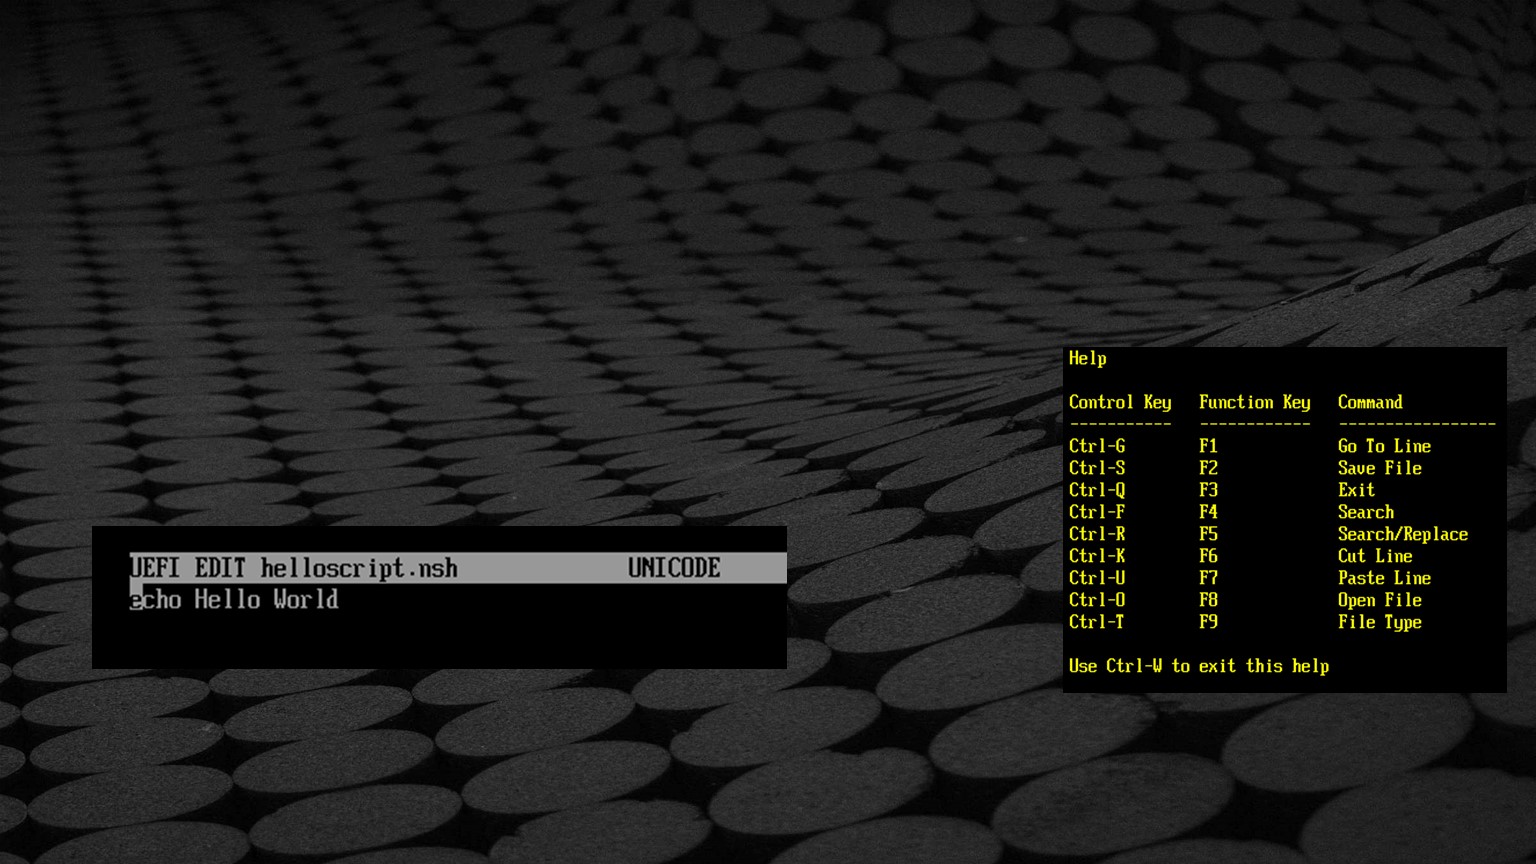 UEFI EDIT helloscript.nsh UNICODE
echo Hello World
Help
Control Key Function Key Command
----------- ------------ -----------------
Ctrl-G F1 Go To Line
Ctrl-S F2 Save File
Ctrl-Q F3 Exit
Ctrl-F F4 Search
Ctrl-R F5 Search/Replace
Ctrl-K F6 Cut Line
Ctrl-U F7 Paste Line
Ctrl-O F8 Open File
Ctrl-T F9 File Type
Use Ctrl-W to exit this help